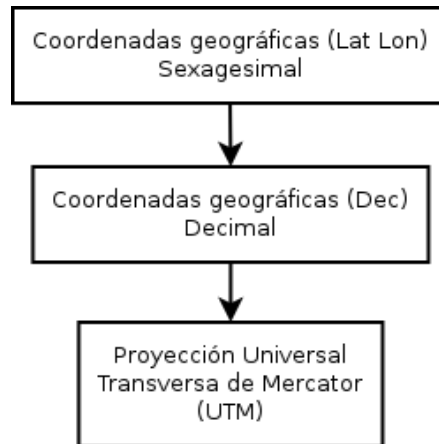 Coordenadas geográficas (Lat Lon)
Sexagesimal
Coordenadas geográficas (Dec)
Decimal
Proyección Universal
Transversa de Mercator
(UTM)